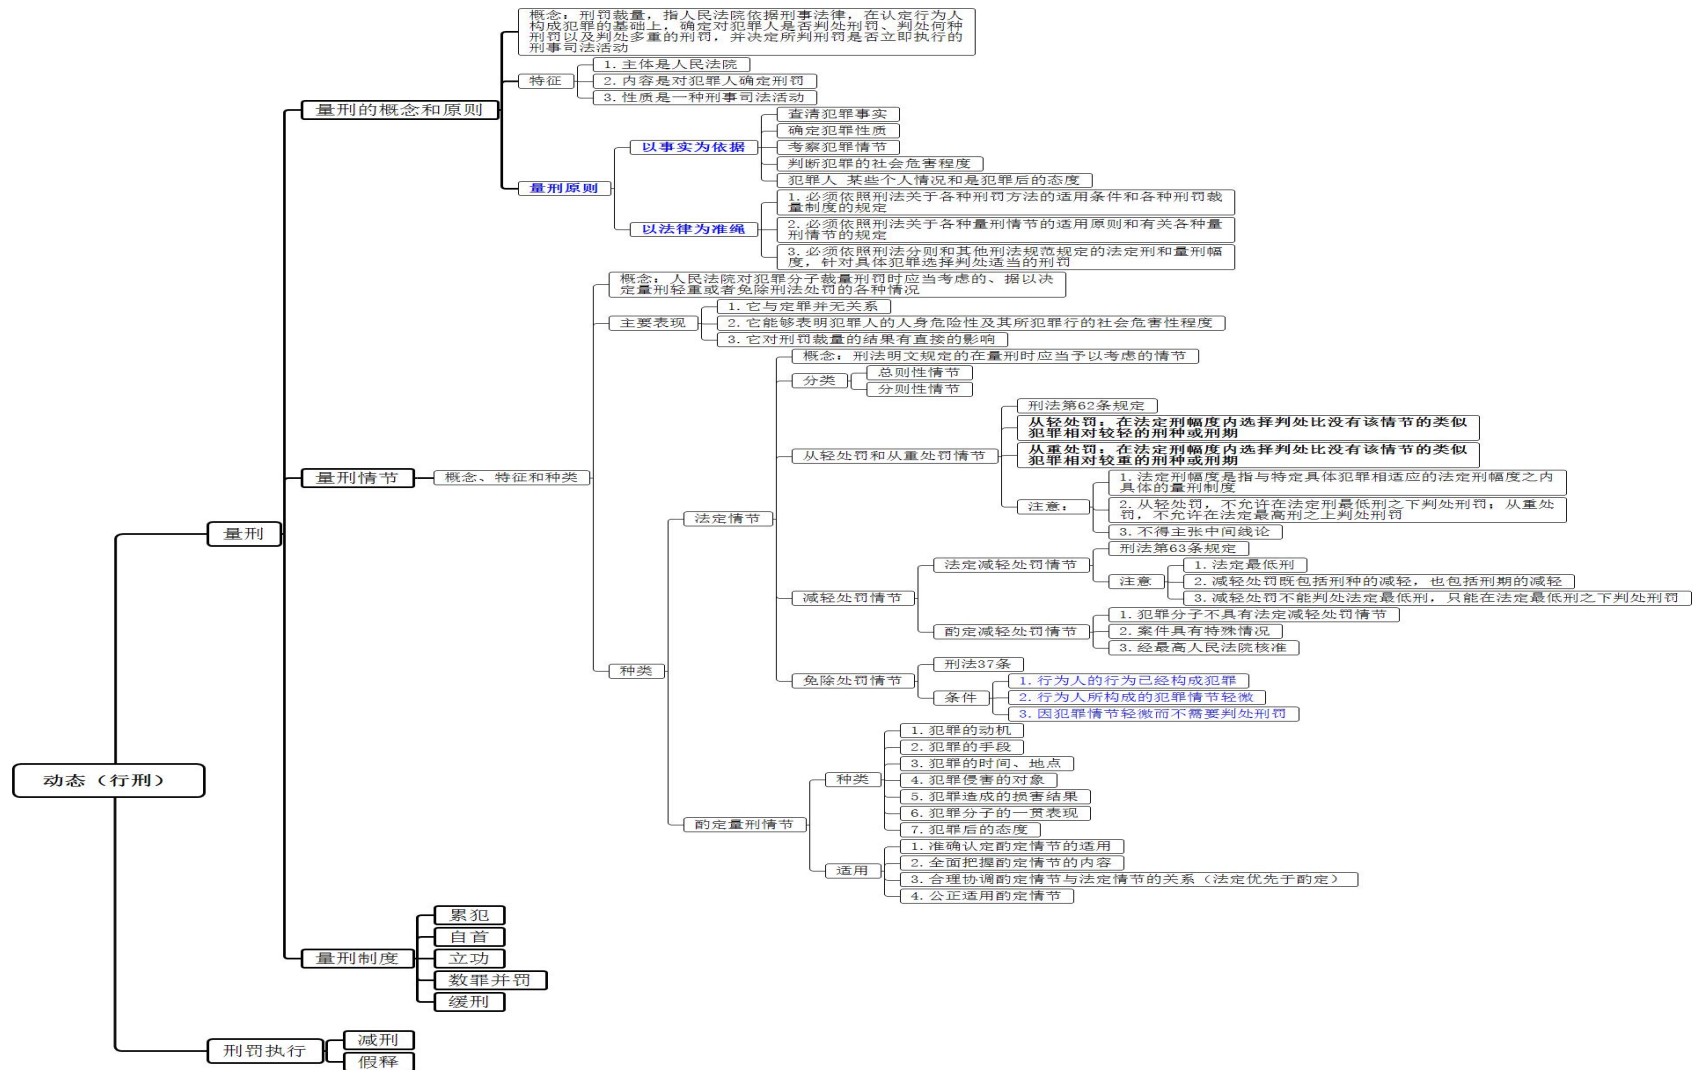 概念：刑罚裁量，指人民法院依据刑事法律，在认定行为人
构成犯罪的基础上，确定对犯罪人是否判处刑罚、判处何种
刑罚以及判处多重的刑罚，并决定所判刑罚是否立即执行的
刑事司法活动
特征
1. 主体是人民法院
2. 内容是对犯罪人确定刑罚
3. 性质是一种刑事司法活动
量刑的概念和原则
量刑原则
以事实为依据
查清犯罪事实
确定犯罪性质
考察犯罪情节
判断犯罪的社会危害程度
犯罪人 某些个人情况和是犯罪后的态度
以法律为准绳
1. 必须依照刑法关于各种刑罚方法的适用条件和各种刑罚裁
量制度的规定
2. 必须依照刑法关于各种量刑情节的适用原则和有关各种量
刑情节的规定
3. 必须依照刑法分则和其他刑法规范规定的法定刑和量刑幅
度，针对具体犯罪选择判处适当的刑罚
量刑
量刑情节
概念、特征和种类
概念：人民法院对犯罪分子裁量刑罚时应当考虑的、据以决
定量刑轻重或者免除刑法处罚的各种情况
主要表现
1. 它与定罪并无关系
2. 它能够表明犯罪人的人身危险性及其所犯罪行的社会危害性程度
3. 它对刑罚裁量的结果有直接的影响
种类
法定情节
概念：刑法明文规定的在量刑时应当予以考虑的情节
分类
总则性情节
分则性情节
从轻处罚和从重处罚情节
刑法第62条规定
从轻处罚：在法定刑幅度内选择判处比没有该情节的类似
犯罪相对较轻的刑种或刑期
从重处罚：在法定刑幅度内选择判处比没有该情节的类似
犯罪相对较重的刑种或刑期
注意：
1. 法定刑幅度是指与特定具体犯罪相适应的法定刑幅度之内
具体的量刑制度
2. 从轻处罚，不允许在法定刑最低刑之下判处刑罚；从重处
罚，不允许在法定最高刑之上判处刑罚
3. 不得主张中间线论
减轻处罚情节
法定减轻处罚情节
刑法第63条规定
注意
1. 法定最低刑
2. 减轻处罚既包括刑种的减轻，也包括刑期的减轻
3. 减轻处罚不能判处法定最低刑，只能在法定最低刑之下判处刑罚
酌定减轻处罚情节
1. 犯罪分子不具有法定减轻处罚情节
2. 案件具有特殊情况
3. 经最高人民法院核准
免除处罚情节
刑法37条
条件
1. 行为人的行为已经构成犯罪
2. 行为人所构成的犯罪情节轻微
3. 因犯罪情节轻微而不需要判处刑罚
酌定量刑情节
种类
1. 犯罪的动机
2. 犯罪的手段
3. 犯罪的时间、地点
4. 犯罪侵害的对象
5. 犯罪造成的损害结果
6. 犯罪分子的一贯表现
7. 犯罪后的态度
适用
1. 准确认定酌定情节的适用
2. 全面把握酌定情节的内容
3. 合理协调酌定情节与法定情节的关系（法定优先于酌定）
4. 公正适用酌定情节
动态（行刑）
量刑制度
累犯
自首
立功
数罪并罚
缓刑
刑罚执行
减刑
假释